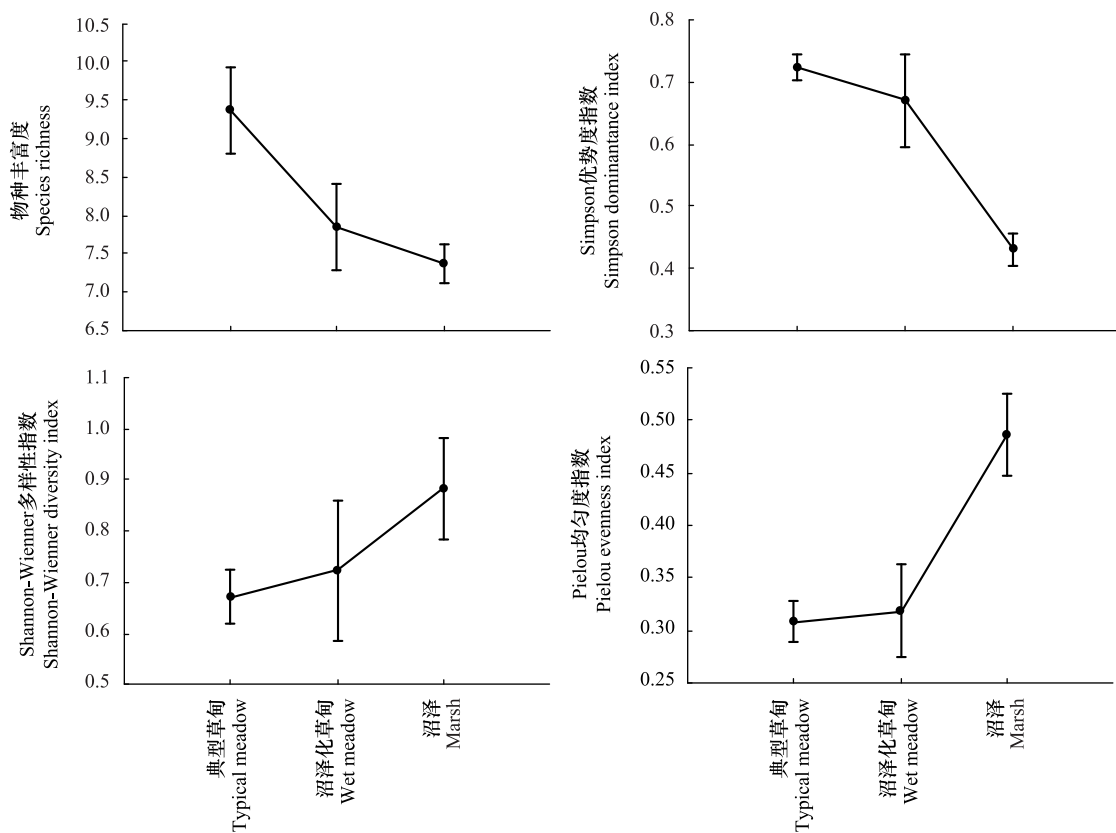 10.5
10.0
9.5
9.0
8.5
8.0
7.5
7.0
6.5
物种丰富度
Species richness
0.8
0.7
0.6
0.5
0.4
0.3
Simpson优势度指数
Simpson dominantance index
1.1
1.0
0.9
0.8
0.7
0.6
0.5
Shannon-Wienner多样性指数
Shannon-Wienner diversity index
典型草甸
Typical meadow
沼泽化草甸
Wet meadow
沼泽
Marsh
0.55
0.50
0.45
0.40
0.35
0.30
0.25
Pielou均匀度指数
Pielou evenness index
典型草甸
Typical meadow
沼泽化草甸
Wet meadow
沼泽
Marsh